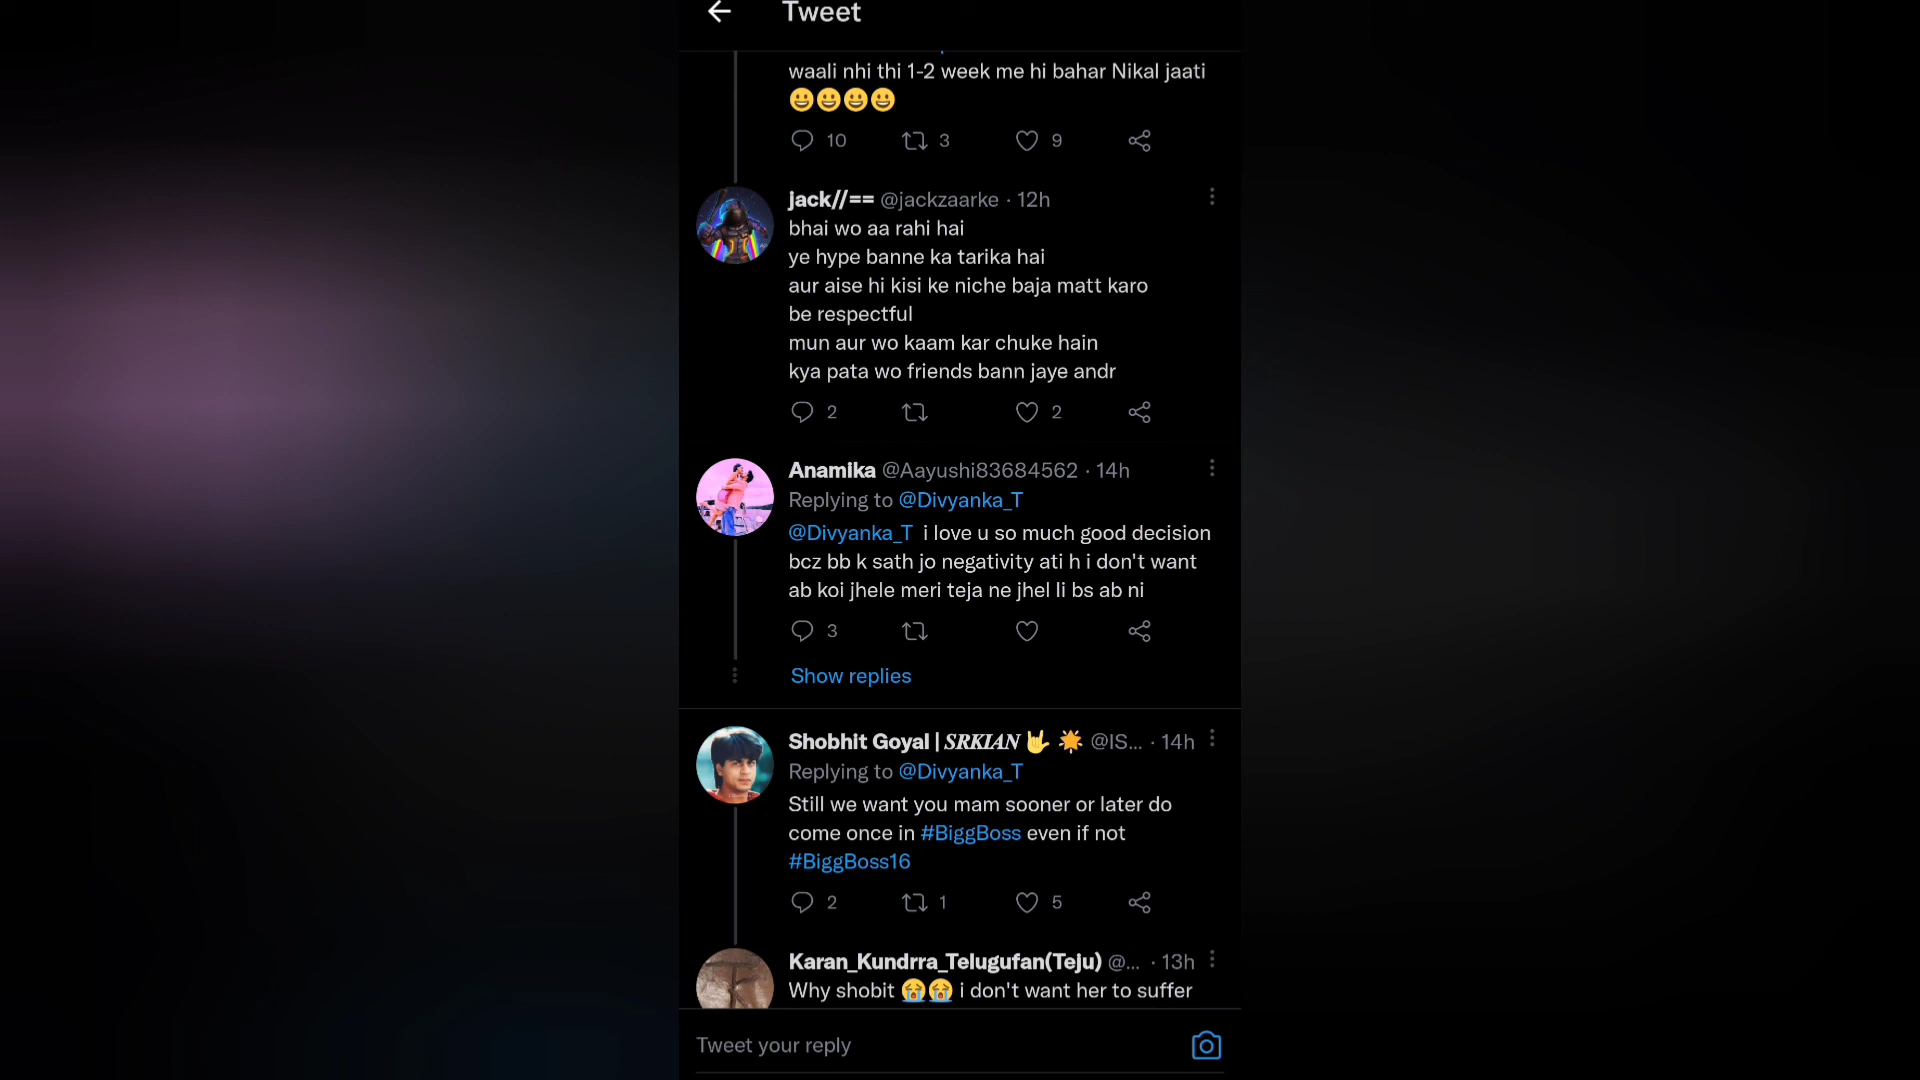 Tweet
waali nhi thi 1-2 week me hi bahar Nikal jaati
😀😀😀😀
10 3 9
jack//== @jackzaarke · 12h
bhai wo aa rahi hai
ye hype banne ka tarika hai
aur aise hi kisi ke niche baja matt karo
be respectful
mun aur wo kaam kar chuke hain
kya pata wo friends bann jaye andr
2 2
Anamika @Aayushi83684562 · 14h
Replying to @Divyanka_T
@Divyanka_T i love u so much good decision
bcz bb k sath jo negativity ati h i don't want
ab koi jhele meri teja ne jhel li bs ab ni
3
Show replies
Shobhit Goyal | SRKIAN 🤟 🌟 @IS... · 14h
Replying to @Divyanka_T
Still we want you mam sooner or later do
come once in #BiggBoss even if not
#BiggBoss16
2 1 5
Karan_Kundrra_Telugufan(Teju) @... · 13h
Why shobit 😭😭 i don't want her to suffer
Tweet your reply